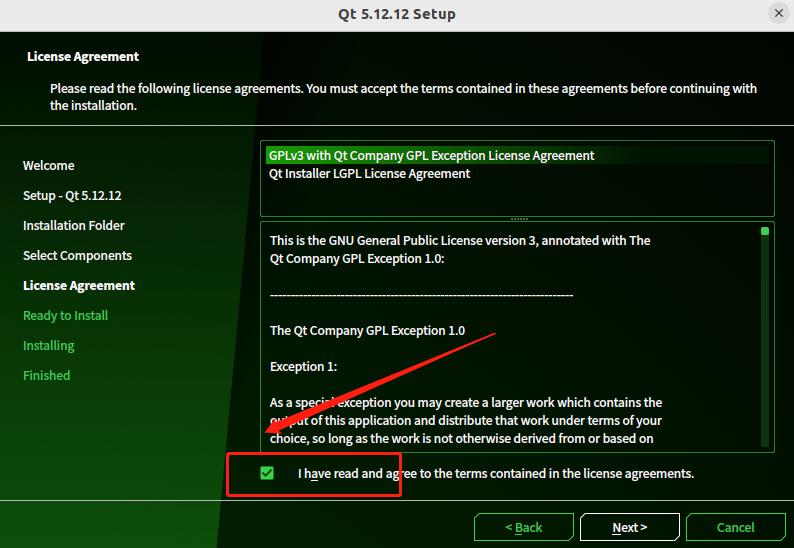 Qt 5.12.12 Setup
License Agreement
Please read the following license agreements. You must accept the terms contained in these agreements before continuing with
the installation.
Welcome
Setup - Qt 5.12.12
Installation Folder
Select Components
License Agreement
Ready to Install
Installing
Finished
GPLv3 with Qt Company GPL Exception License Agreement
Qt Installer LGPL License Agreement
This is the GNU General Public License version 3, annotated with The
Qt Company GPL Exception 1.0:
-------------------------------------------------------------------------
The Qt Company GPL Exception 1.0
Exception 1:
As a special exception you may create a larger work which contains the
output of this application and distribute that work under terms of your
choice, so long as the work is not otherwise derived from or based on
I have read and agree to the terms contained in the license agreements.
< Back
Next >
Cancel